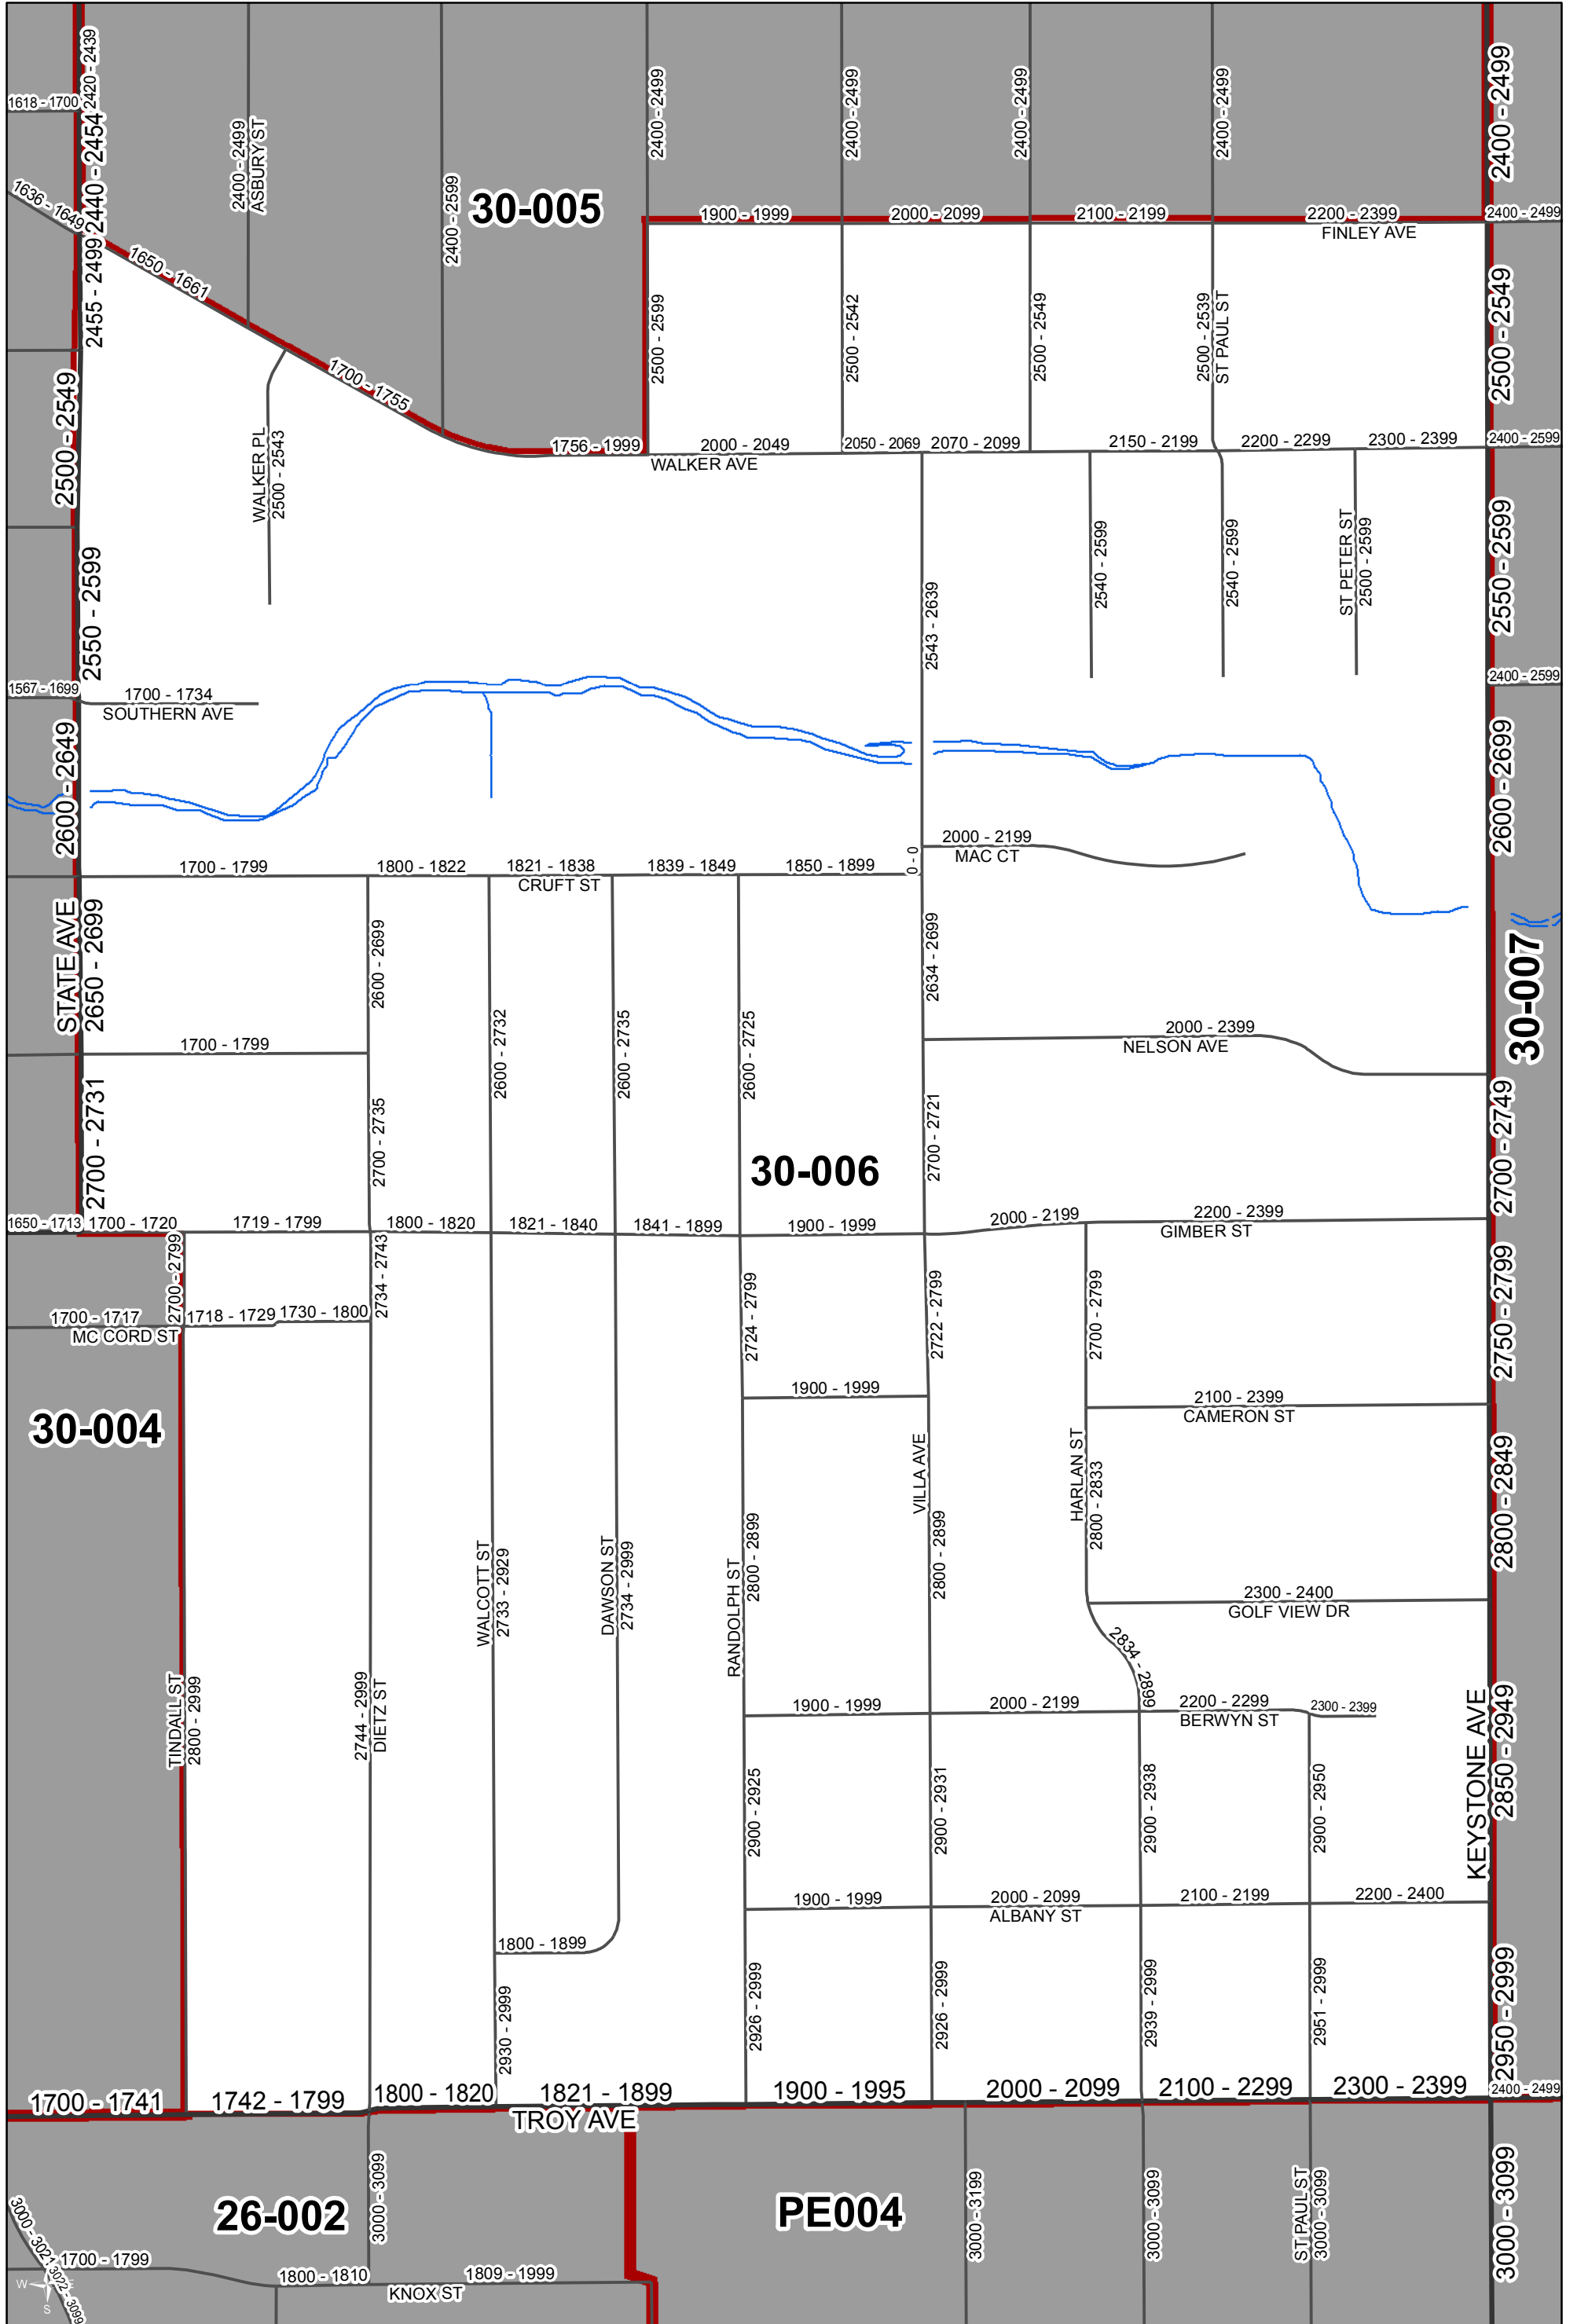 2420 - 2439
1618 - 1700
2440 - 2454
2400 - 2499
ASBURY ST
2400 - 2599
30-005
2400 - 2499
2400 - 2499
2400 - 2499
2400 - 2499
2400 - 2499
1636 - 1649
2455 - 2499
1650 - 1661
1900 - 1999
2000 - 2099
2100 - 2199
2200 - 2399
2400 - 2499
FINLEY AVE
2500 - 2599
2500 - 2542
2500 - 2549
2500 - 2539
ST PAUL ST
2500 - 2549
2500 - 2549
1700 - 1755
WALKER PL
2500 - 2543
1756 - 1999
2000 - 2049
2050 - 2069
2070 - 2099
2150 - 2199
2200 - 2299
2300 - 2399
2400 - 2599
WALKER AVE
2550 - 2599
2543 - 2639
2540 - 2599
2540 - 2599
ST PETER ST
2500 - 2599
2550 - 2599
1567 - 1699
1700 - 1734
SOUTHERN AVE
2400 - 2599
2600 - 2649
2600 - 2699
2000 - 2199
MAC CT
0 - 0
1700 - 1799
1800 - 1822
1821 - 1838
1839 - 1849
1850 - 1899
CRUFT ST
STATE AVE
2650 - 2699
2600 - 2699
2634 - 2699
30-007
2600 - 2732
2600 - 2735
2600 - 2725
1700 - 1799
2000 - 2399
NELSON AVE
2700 - 2731
2700 - 2735
2700 - 2721
2700 - 2749
30-006
1650 - 1713
1700 - 1720
1719 - 1799
1800 - 1820
1821 - 1840
1841 - 1899
1900 - 1999
2000 - 2199
2200 - 2399
GIMBER ST
2700 - 2799
2734 - 2743
2724 - 2799
2722 - 2799
2700 - 2799
2750 - 2799
1700 - 1717
MC CORD ST
1718 - 1729
1730 - 1800
1900 - 1999
2100 - 2399
CAMERON ST
30-004
VILLA AVE
HARLAN ST
2800 - 2833
2800 - 2849
WALCOTT ST
2733 - 2929
DAWSON ST
2734 - 2999
RANDOLPH ST
2800 - 2899
2800 - 2899
2300 - 2400
GOLF VIEW DR
2834 - 2899
TINDALL ST
2800 - 2999
2744 - 2999
DIETZ ST
1900 - 1999
2000 - 2199
2200 - 2299
2300 - 2399
BERWYN ST
KEYSTONE AVE
2850 - 2949
2900 - 2925
2900 - 2931
2900 - 2938
2900 - 2950
1900 - 1999
2000 - 2099
2100 - 2199
2200 - 2400
ALBANY ST
1800 - 1899
2930 - 2999
2926 - 2999
2926 - 2999
2939 - 2999
2951 - 2999
2950 - 2999
1700 - 1741
1742 - 1799
1800 - 1820
1821 - 1899
1900 - 1995
2000 - 2099
2100 - 2299
2300 - 2399
2400 - 2499
TROY AVE
3000 - 3099
26-002
PE004
3000 - 3199
3000 - 3099
ST PAUL ST
3000 - 3099
3000 - 3099
3000 - 3021
1700 - 1799
3022 - 3099
1800 - 1810
1809 - 1999
KNOX ST
W
S